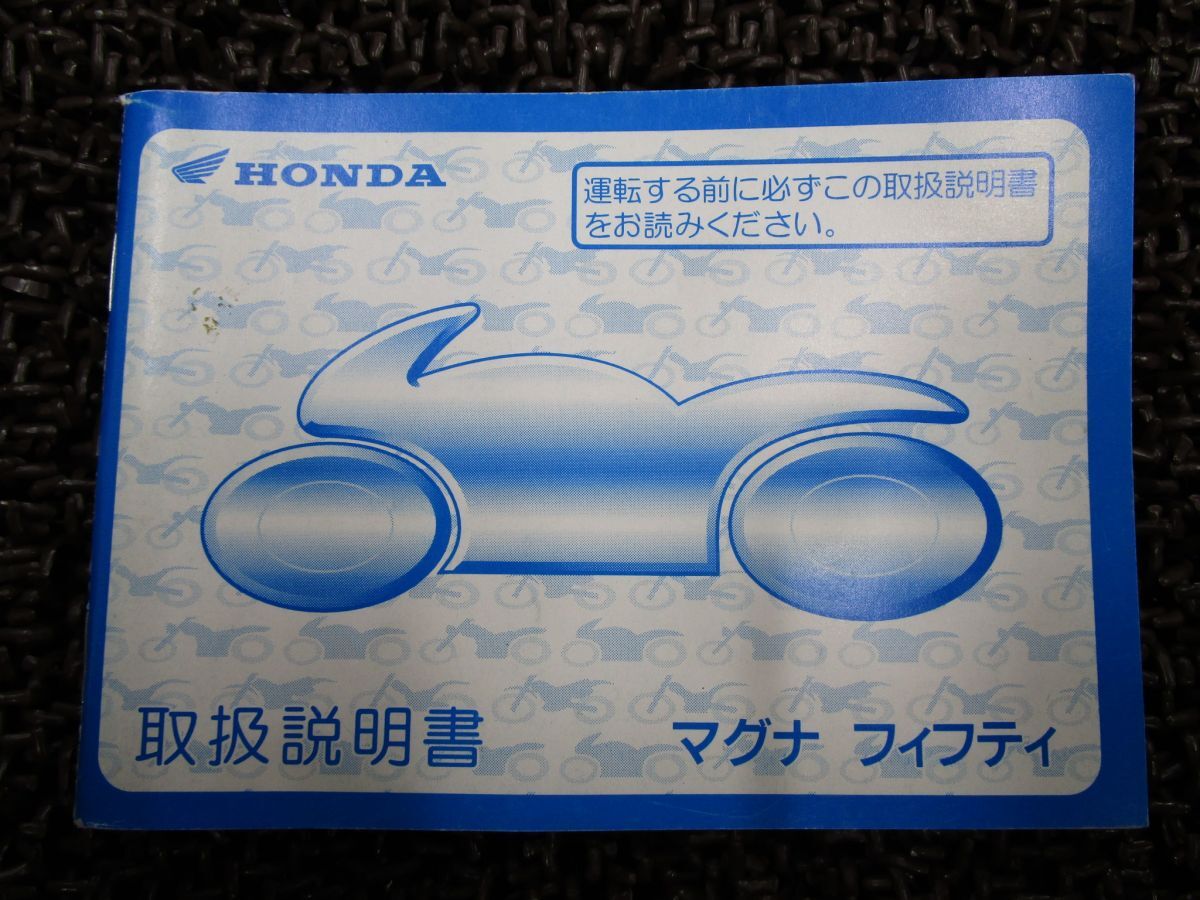 HONDA
運転する前に必ずこの取扱説明書
をお読みください。
取扱説明書
マグナ フィフティ